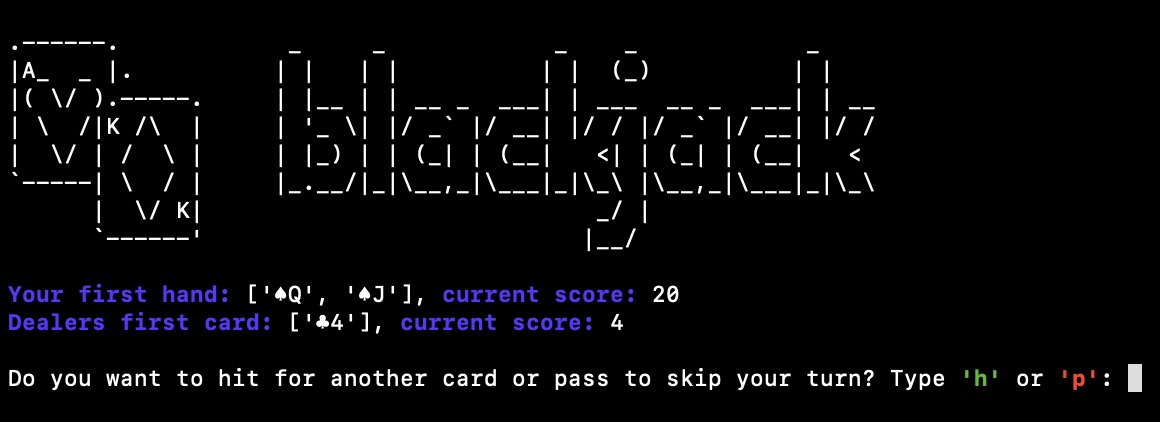 A
K
K
blackjack
Your first hand: ['♠Q', '♠J'], current score: 20
Dealers first card: ['♣4'], current score: 4
Do you want to hit for another card or pass to skip your turn? Type 'h' or 'p':